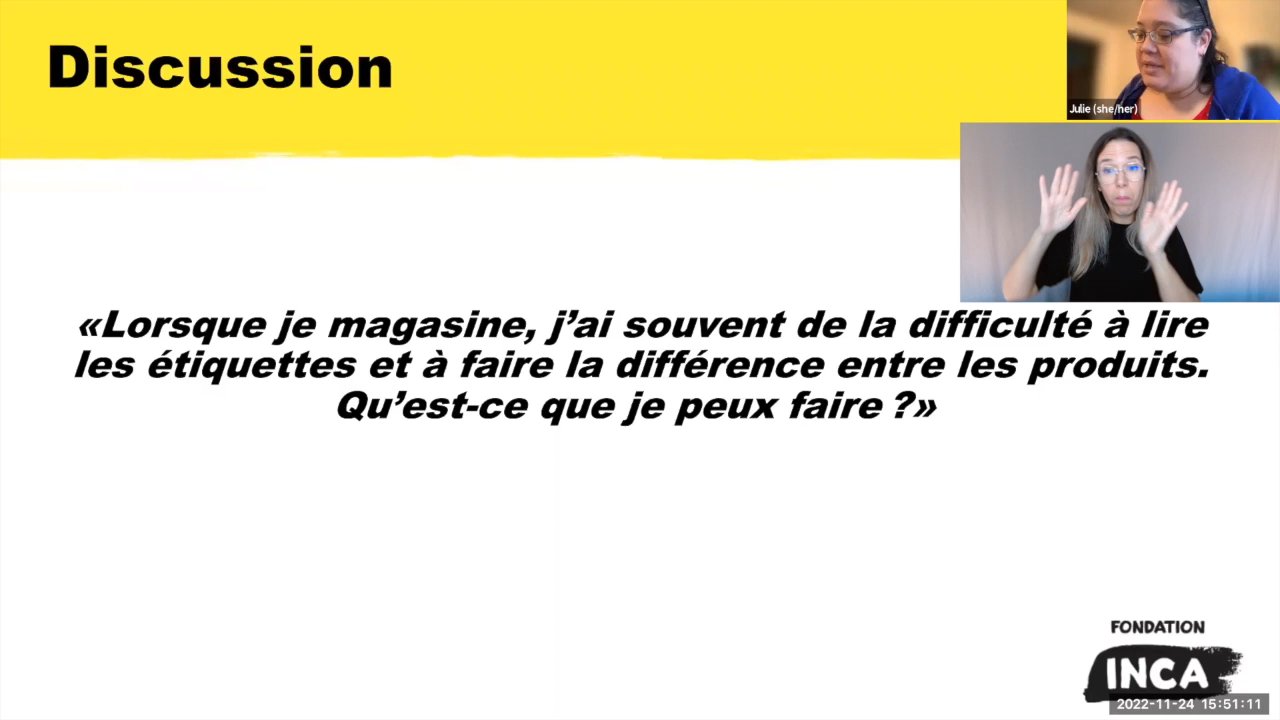 Discussion
Julie (she/her)
«Lorsque je magasine, j’ai souvent de la difficulté à lire
les étiquettes et à faire la différence entre les produits.
Qu’est-ce que je peux faire ?»
FONDATION
INCA
2022-11-24 15:51:11